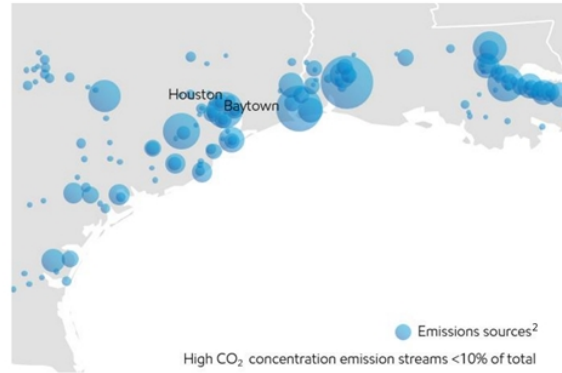 Houston
Baytown
Emissions sources²
High CO₂ concentration emission streams <10% of total